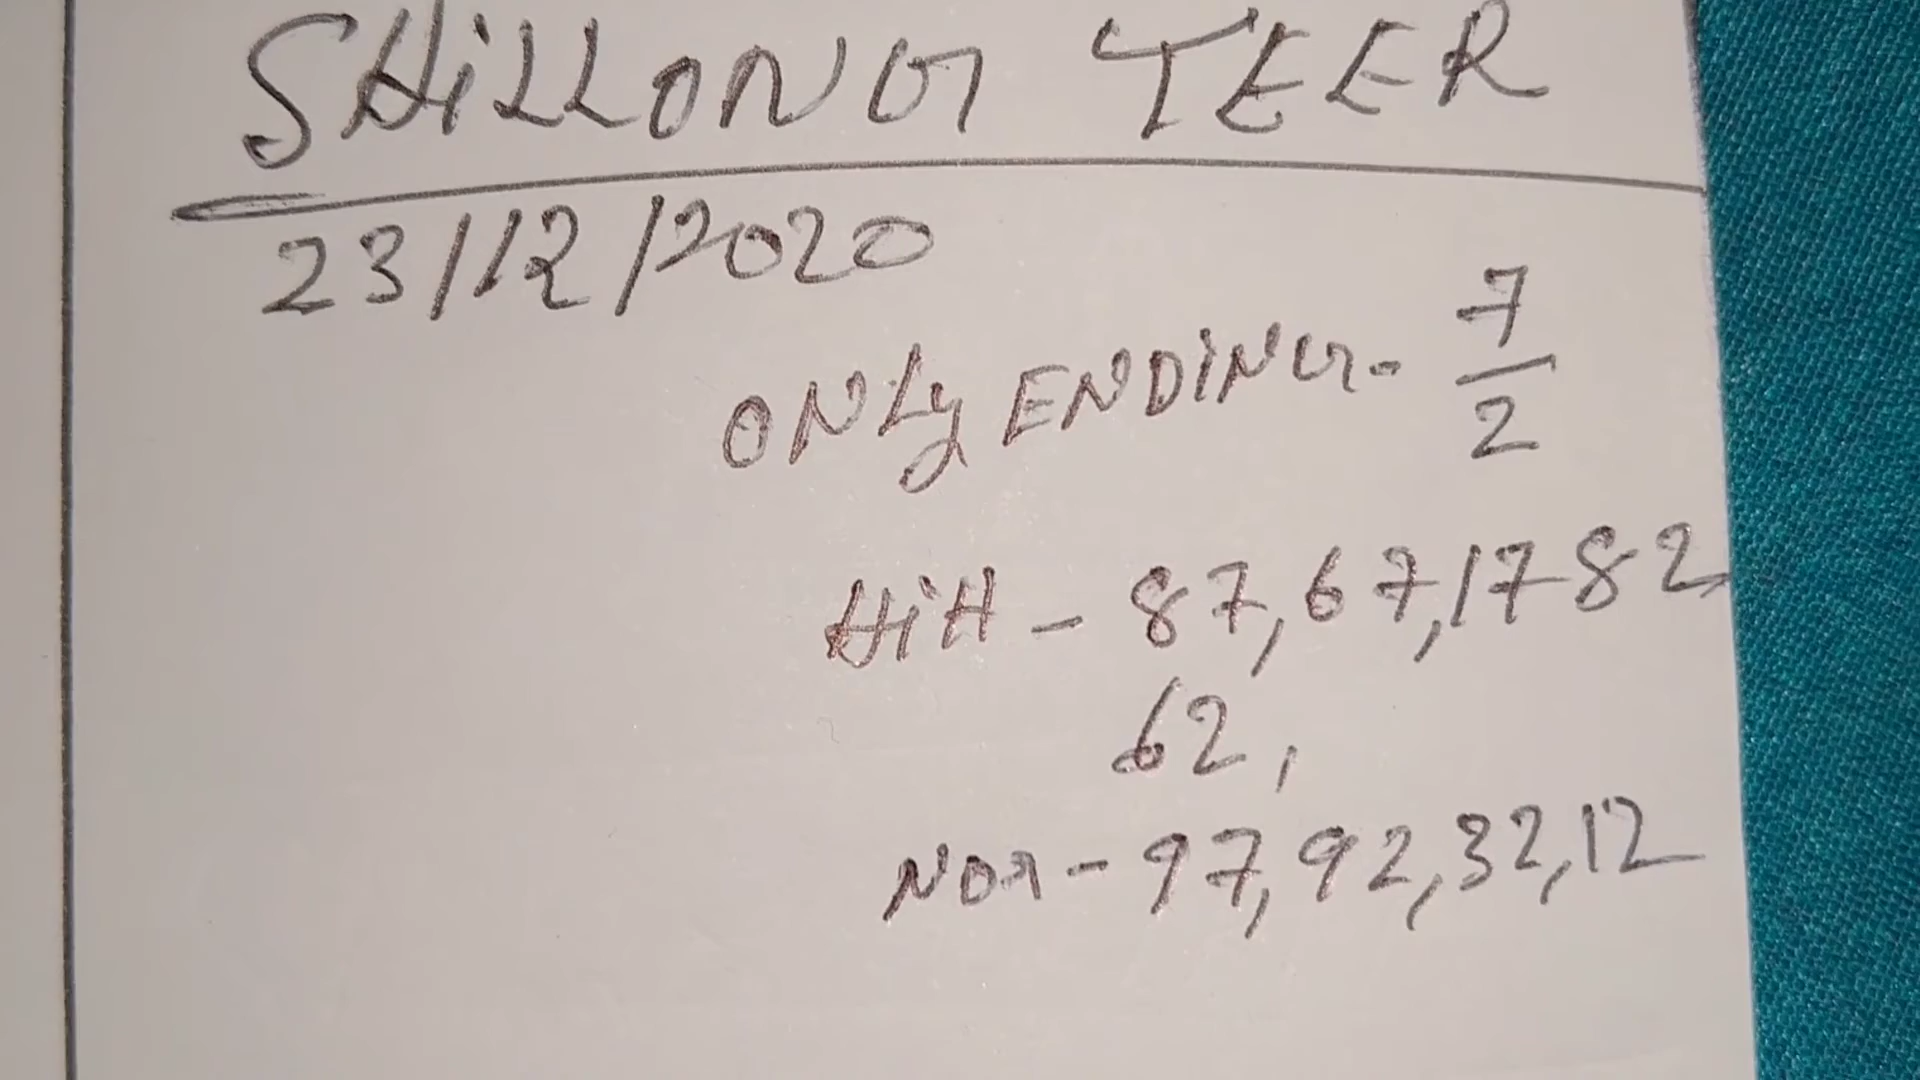 SHiLLONG TEER
23/12/2020
ONLy ENDiNG- 7/2
HiH - 87,67,17 82,
62,
Nor - 97,92,32,12